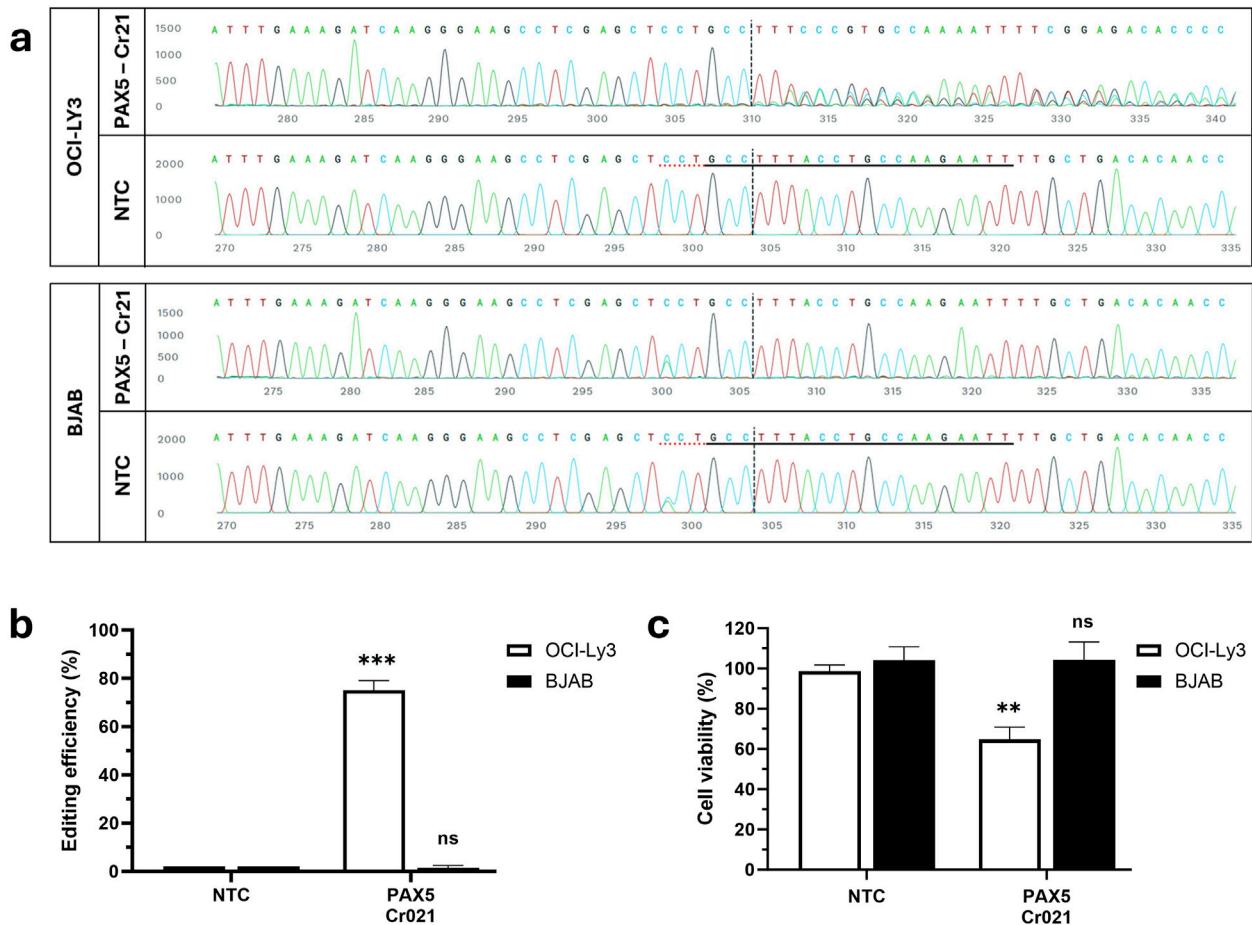 a
OCI-LY3
PAX5 – Cr21
1500
1000
500
0
A T T T G A A A G A T C A A G G G A A G C C T C G A G C T C C T G C C T T T C C C G T G C C A A A A T T T T C G G A G A C A C C C C
280 285 290 295 300 305 310 315 320 325 330 335 340
NTC
2000
1000
0
A T T T G A A A G A T C A A G G G A A G C C T C G A G C T C C T G C C T T T A C C T G C C A A G A A T T T T G C T G A C A C A A C C
270 275 280 285 290 295 300 305 310 315 320 325 330 335
BJAB
PAX5 – Cr21
1500
1000
500
0
A T T T G A A A G A T C A A G G G A A G C C T C G A G C T C C T G C C T T T A C C T G C C A A G A A T T T T G C T G A C A C A A C C
275 280 285 290 295 300 305 310 315 320 325 330 335
NTC
2000
1000
0
A T T T G A A A G A T C A A G G G A A G C C T C G A G C T C C T G C C T T T A C C T G C C A A G A A T T T T G C T G A C A C A A C C
270 275 280 285 290 295 300 305 310 315 320 325 330 335
b
Editing efficiency (%)
100
80
60
40
20
0
***
ns
NTC
PAX5
Cr021
OCI-Ly3
BJAB
c
Cell viability (%)
120
100
80
60
40
20
0
**
ns
NTC
PAX5
Cr021
OCI-Ly3
BJAB